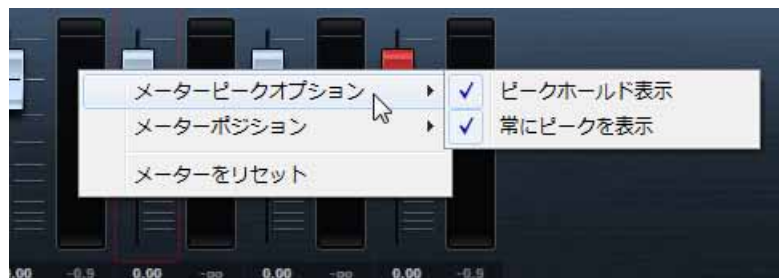 メーターピークオプション
ピークホールド表示
メーターポジション
常にピークを表示
メーターをリセット
.00 -0.9 0.00 -oo 0.00 -oo 0.00 -0.9